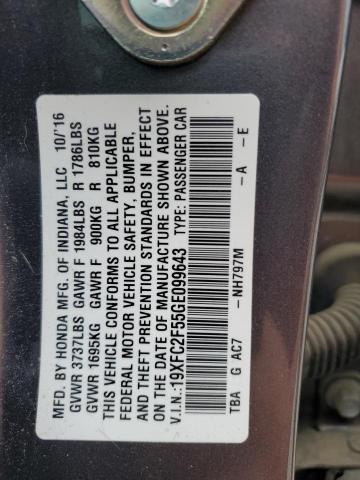 MFD. BY HONDA MFG. OF INDIANA, LLC 10/'16
GVWR 3737LBS GAWR F 1984LBS R 1786LBS
GVWR 1695KG GAWR F 900KG R 810KG
THIS VEHICLE CONFORMS TO ALL APPLICABLE
FEDERAL MOTOR VEHICLE SAFETY, BUMPER,
AND THEFT PREVENTION STANDARDS IN EFFECT
ON THE DATE OF MANUFACTURE SHOWN ABOVE.
V.I.N.:19XFC2F55GE099643 TYPE: PASSENGER CAR
TBA G AC7 -NH797M -A -E